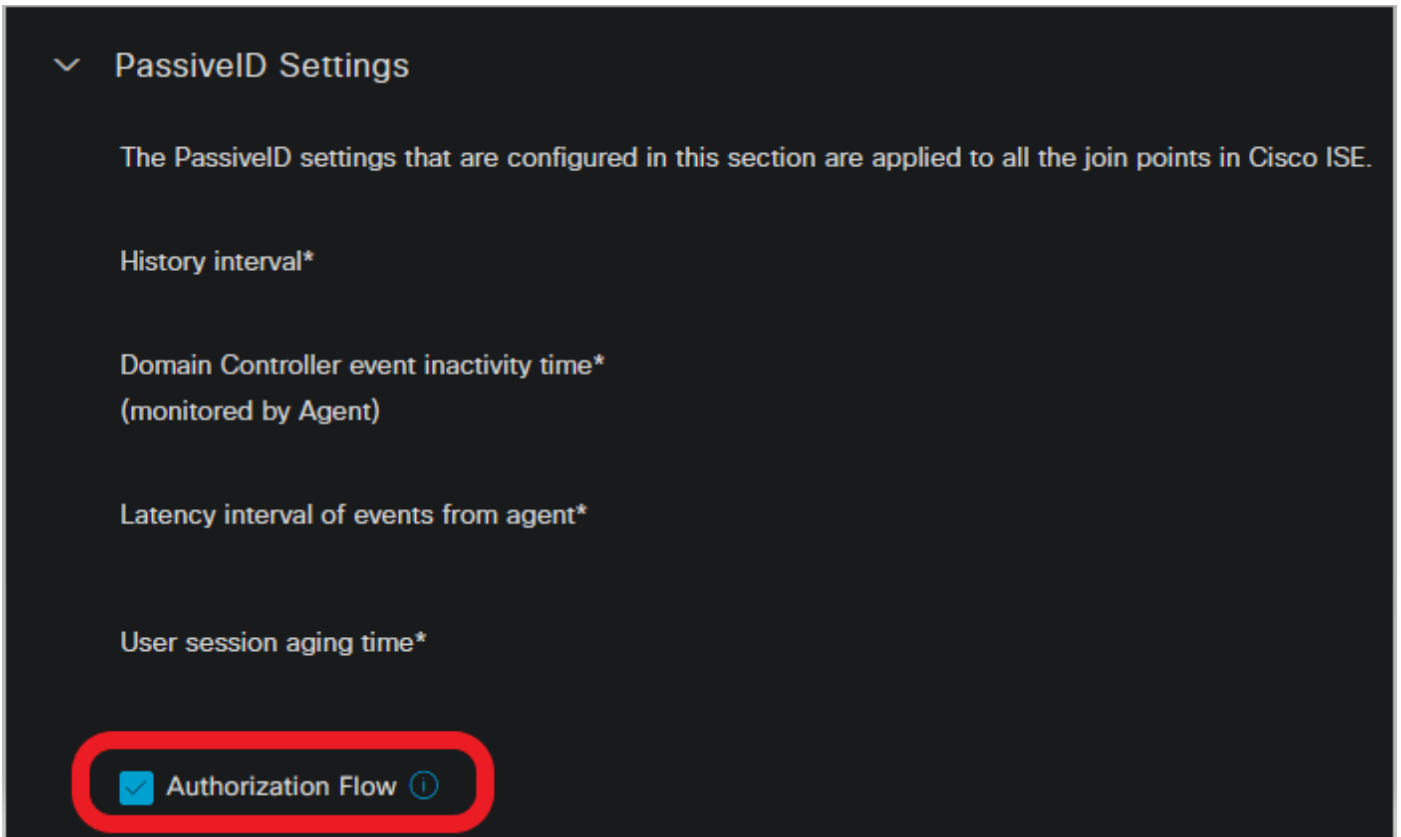 PassiveID Settings
The PassiveID settings that are configured in this section are applied to all the join points in Cisco ISE.
History interval*
Domain Controller event inactivity time*
(monitored by Agent)
Latency interval of events from agent*
User session aging time*
Authorization Flow